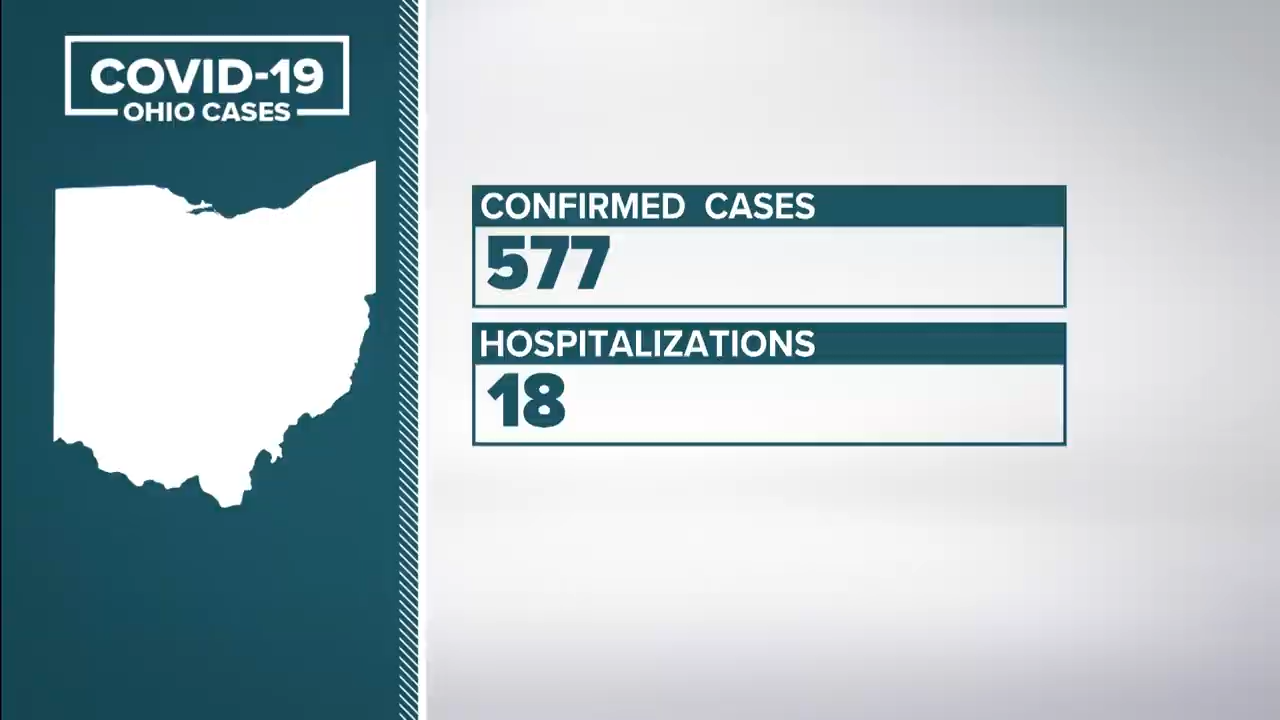 COVID-19
OHIO CASES
CONFIRMED CASES
577
HOSPITALIZATIONS
18